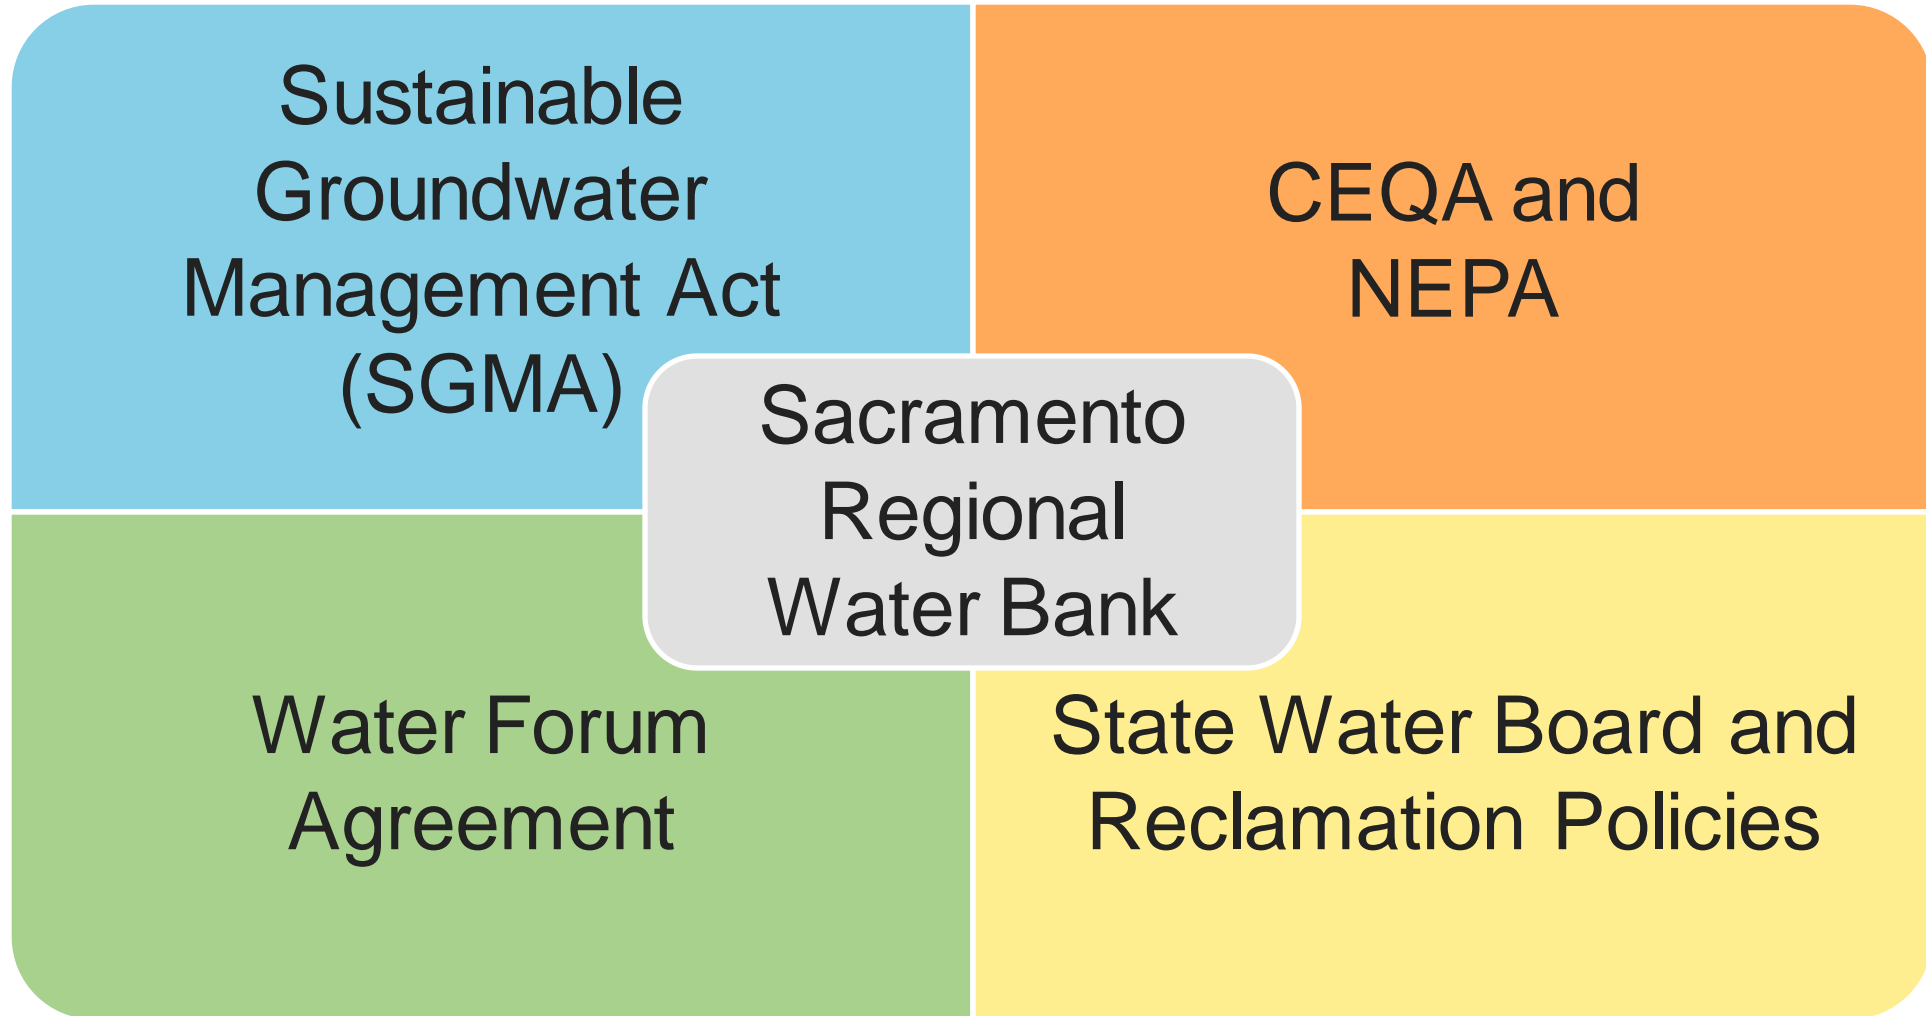 Sustainable
Groundwater
Management Act
(SGMA)
CEQA and
NEPA
Sacramento
Regional
Water Bank
Water Forum
Agreement
State Water Board and
Reclamation Policies